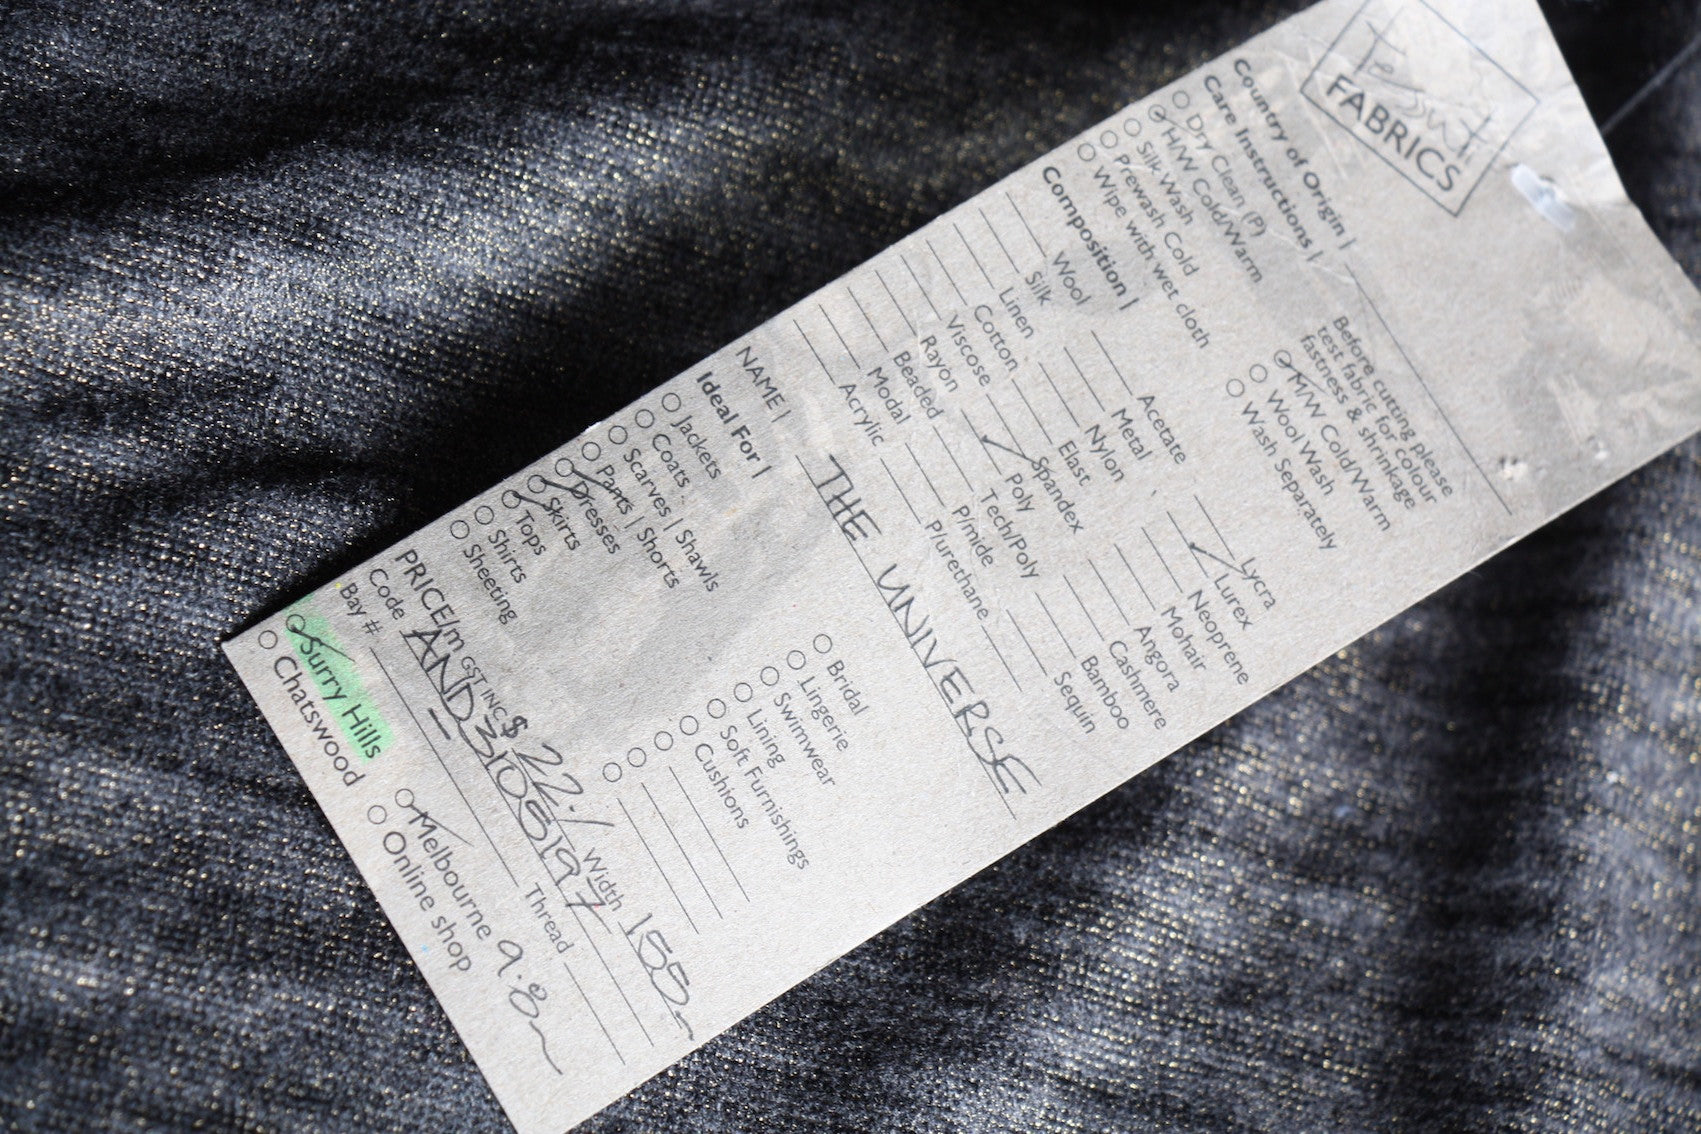 Tessuti
FABRICS
Country of Origin |
Care Instructions |
Dry Clean (P)
H/W Cold/Warm
Silk Wash
Prewash Cold
Wipe with wet cloth
Before cutting please
test fabric for colour
fastness & shrinkage
M/W Cold/Warm
Wool Wash
Wash Separately
Composition |
Wool Acetate Lycra
Silk Metal Lurex
Linen Nylon Neoprene
Cotton Elast Mohair
Viscose Spandex Angora
Rayon Poly Cashmere
Beaded Tech/Poly Bamboo
Modal P/mide Sequin
Acrylic Plurethane
NAME | THE UNIVERSE
Ideal For |
Jackets Bridal
Coats Lingerie
Scarves | Shawls Swimwear
Pants | Shorts Lining
Dresses Soft Furnishings
Skirts Cushions
Tops
Shirts
Sheeting
PRICE/m GST INC $ 22.1 Width 155
Code AND3105197
Bay # Thread
Surry Hills Melbourne 9.8m
Chatswood Online shop